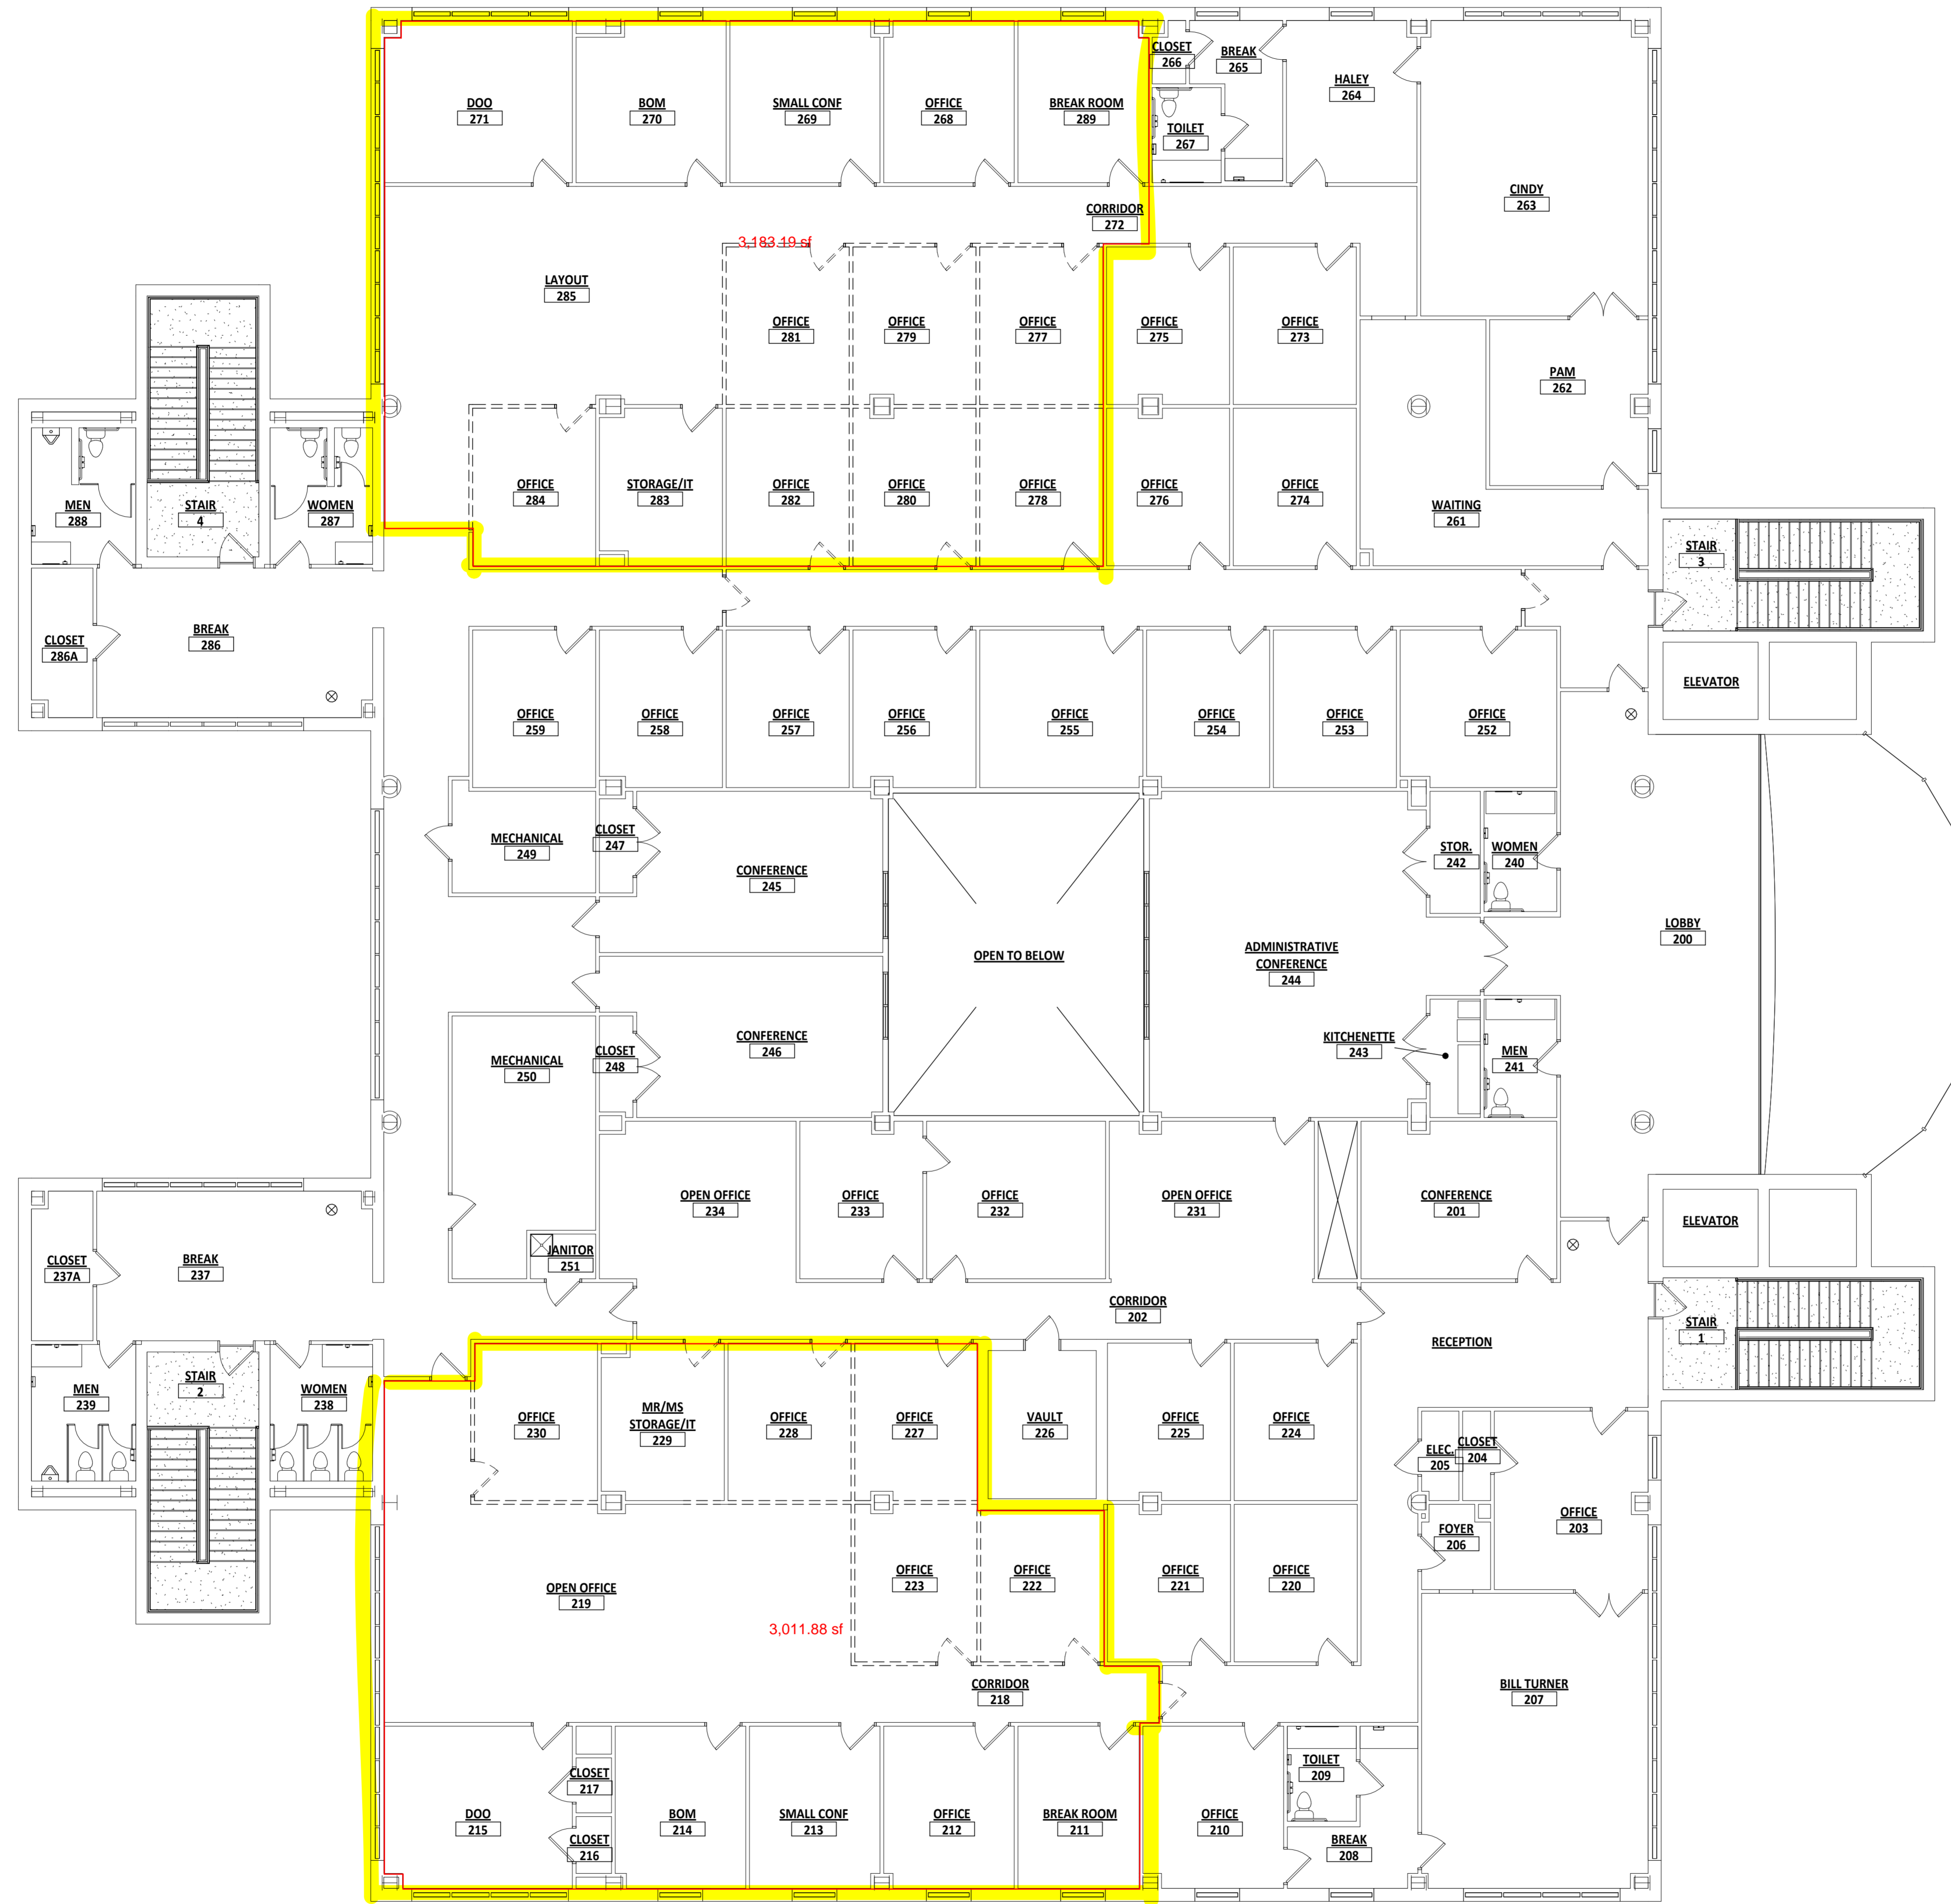 CLOSET
266
BREAK
265
HALEY
264
DOO
271
BOM
270
SMALL CONF
269
OFFICE
268
BREAK ROOM
289
TOILET
267
CINDY
263
CORRIDOR
272
3,183.19 sf
LAYOUT
285
OFFICE
281
OFFICE
279
OFFICE
277
OFFICE
275
OFFICE
273
PAM
262
MEN
288
STAIR
4
WOMEN
287
OFFICE
284
STORAGE/IT
283
OFFICE
282
OFFICE
280
OFFICE
278
OFFICE
276
OFFICE
274
WAITING
261
STAIR
3
CLOSET
286A
BREAK
286
ELEVATOR
OFFICE
259
OFFICE
258
OFFICE
257
OFFICE
256
OFFICE
255
OFFICE
254
OFFICE
253
OFFICE
252
MECHANICAL
249
CLOSET
247
CONFERENCE
245
STOR.
242
WOMEN
240
LOBBY
200
OPEN TO BELOW
ADMINISTRATIVE
CONFERENCE
244
MECHANICAL
250
CLOSET
248
CONFERENCE
246
KITCHENETTE
243
MEN
241
OPEN OFFICE
234
OFFICE
233
OFFICE
232
OPEN OFFICE
231
CONFERENCE
201
ELEVATOR
CLOSET
237A
BREAK
237
JANITOR
251
CORRIDOR
202
RECEPTION
STAIR
1
MEN
239
STAIR
2
WOMEN
238
OFFICE
230
MR/MS
STORAGE/IT
229
OFFICE
228
OFFICE
227
VAULT
226
OFFICE
225
OFFICE
224
ELEC.
205
CLOSET
204
OFFICE
203
FOYER
206
OPEN OFFICE
219
OFFICE
223
OFFICE
222
OFFICE
221
OFFICE
220
3,011.88 sf
CORRIDOR
218
BILL TURNER
207
DOO
215
CLOSET
217
CLOSET
216
BOM
214
SMALL CONF
213
OFFICE
212
BREAK ROOM
211
OFFICE
210
TOILET
209
BREAK
208